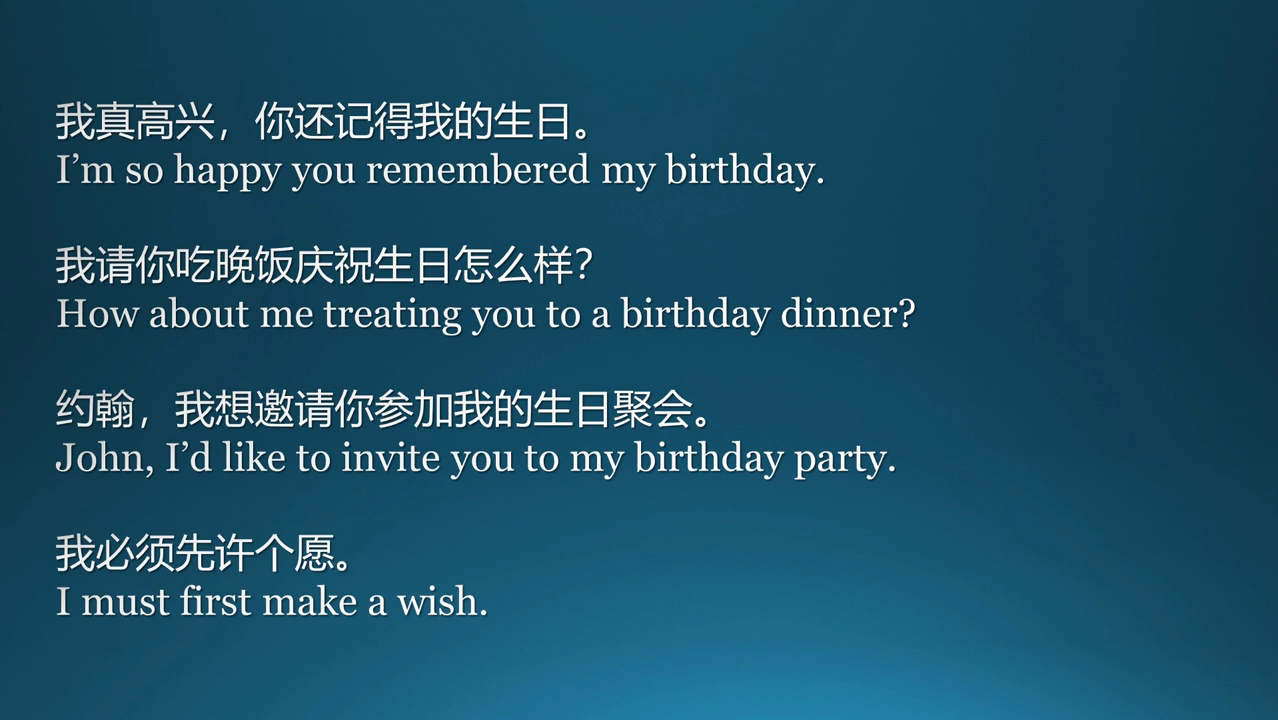 我真高兴，你还记得我的生日。
I’m so happy you remembered my birthday.
我请你吃晚饭庆祝生日怎么样？
How about me treating you to a birthday dinner?
约翰，我想邀请你参加我的生日聚会。
John, I’d like to invite you to my birthday party.
我必须先许个愿。
I must first make a wish.